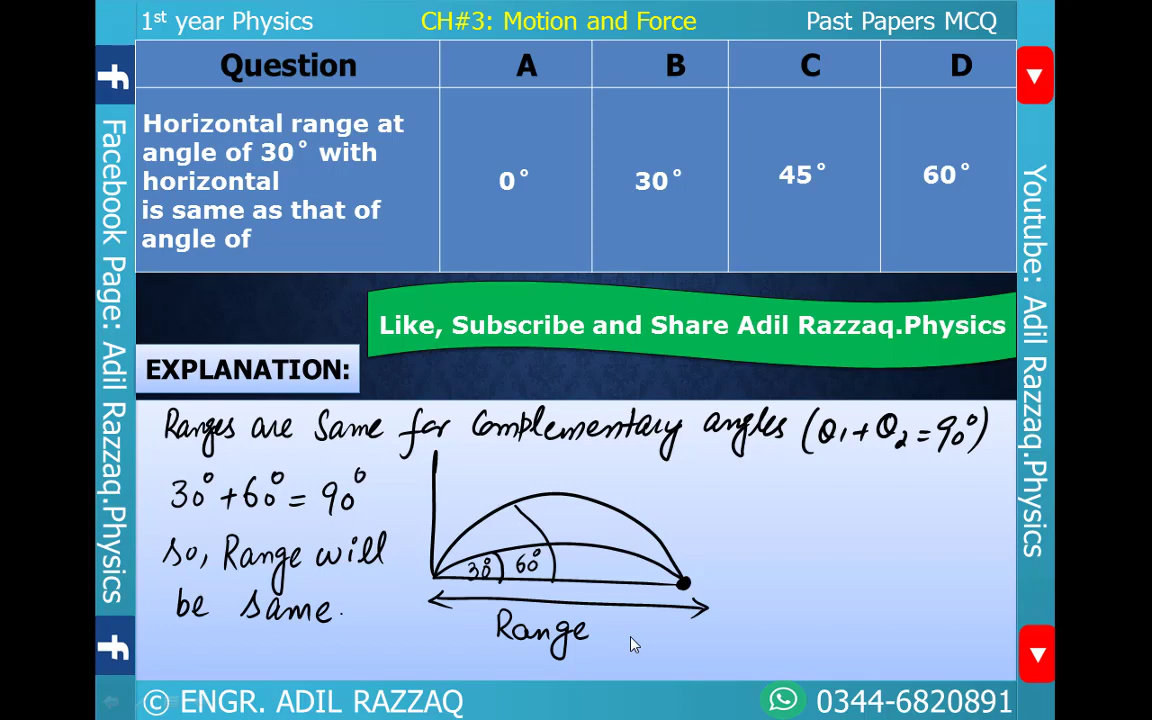 1st year Physics CH#3: Motion and Force Past Papers MCQ
Question A B C D
Horizontal range at
angle of 30° with
horizontal
is same as that of
angle of
0° 30° 45° 60°
Like, Subscribe and Share Adil Razzaq.Physics
EXPLANATION:
Ranges are Same for Complementary angles (θ1 + θ2 = 90°)
30° + 60° = 90°
so, Range will
be same.
30° 60°
Range
Facebook Page: Adil Razzaq.Physics
Youtube: Adil Razzaq.Physics
© ENGR. ADIL RAZZAQ 0344-6820891